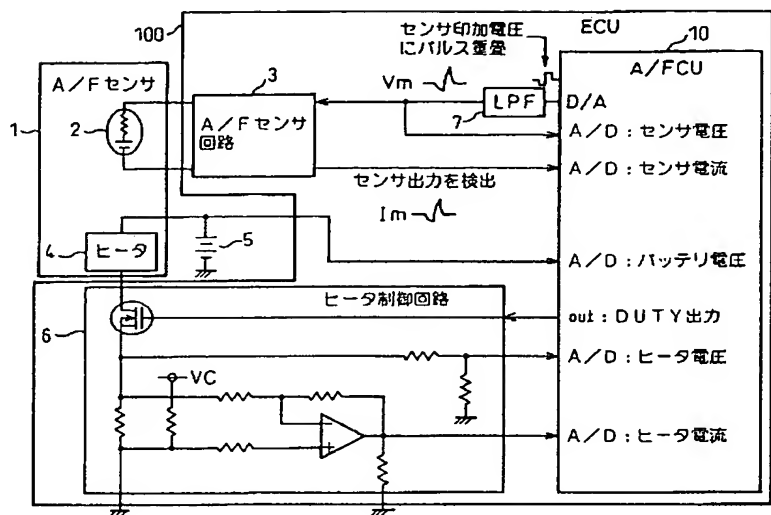 ECU
100
センサ印加電圧
にパルス重畳
10
A/FCU
A/Fセンサ
3
Vm
LPF
D/A
7
1
2
A/Fセンサ
回路
A/D:センサ電圧
A/D:センサ電流
センサ出力を検出
Im
4
ヒータ
5
A/D:バッテリ電圧
ヒータ制御回路
6
out:DUTY出力
A/D:ヒータ電圧
VC
A/D:ヒータ電流